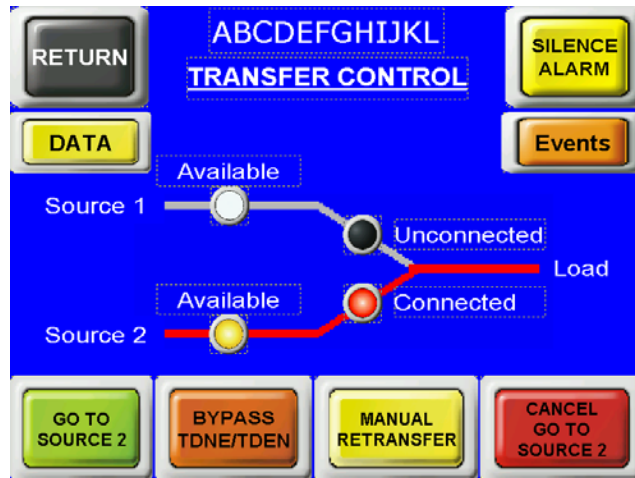 RETURN
ABCDEFGHIJKL
TRANSFER CONTROL
SILENCE
ALARM
DATA
Events
Available
Source 1
Unconnected
Load
Available
Connected
Source 2
GO TO
SOURCE 2
BYPASS
TDNE/TDEN
MANUAL
RETRANSFER
CANCEL
GO TO
SOURCE 2